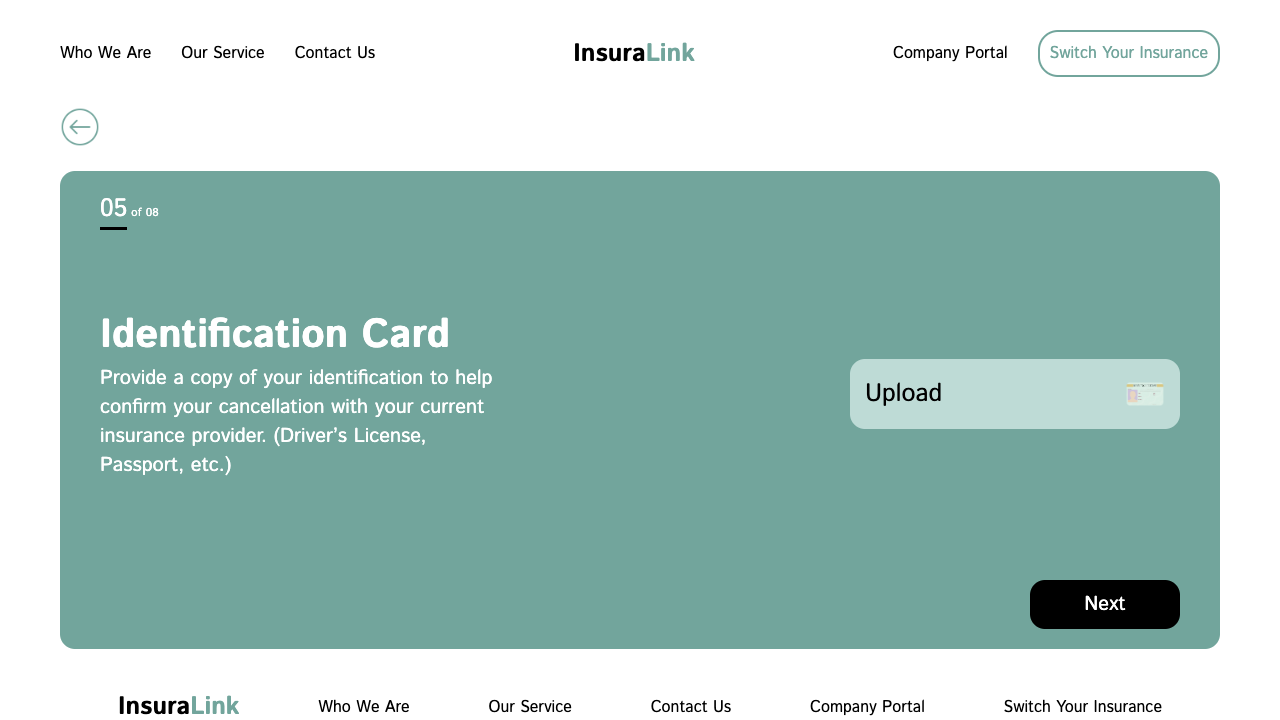 Who We Are Our Service Contact Us InsuraLink Company Portal Switch Your Insurance
05 of 08
Identification Card
Provide a copy of your identification to help
confirm your cancellation with your current
insurance provider. (Driver's License,
Passport, etc.)
Upload
Next
InsuraLink Who We Are Our Service Contact Us Company Portal Switch Your Insurance